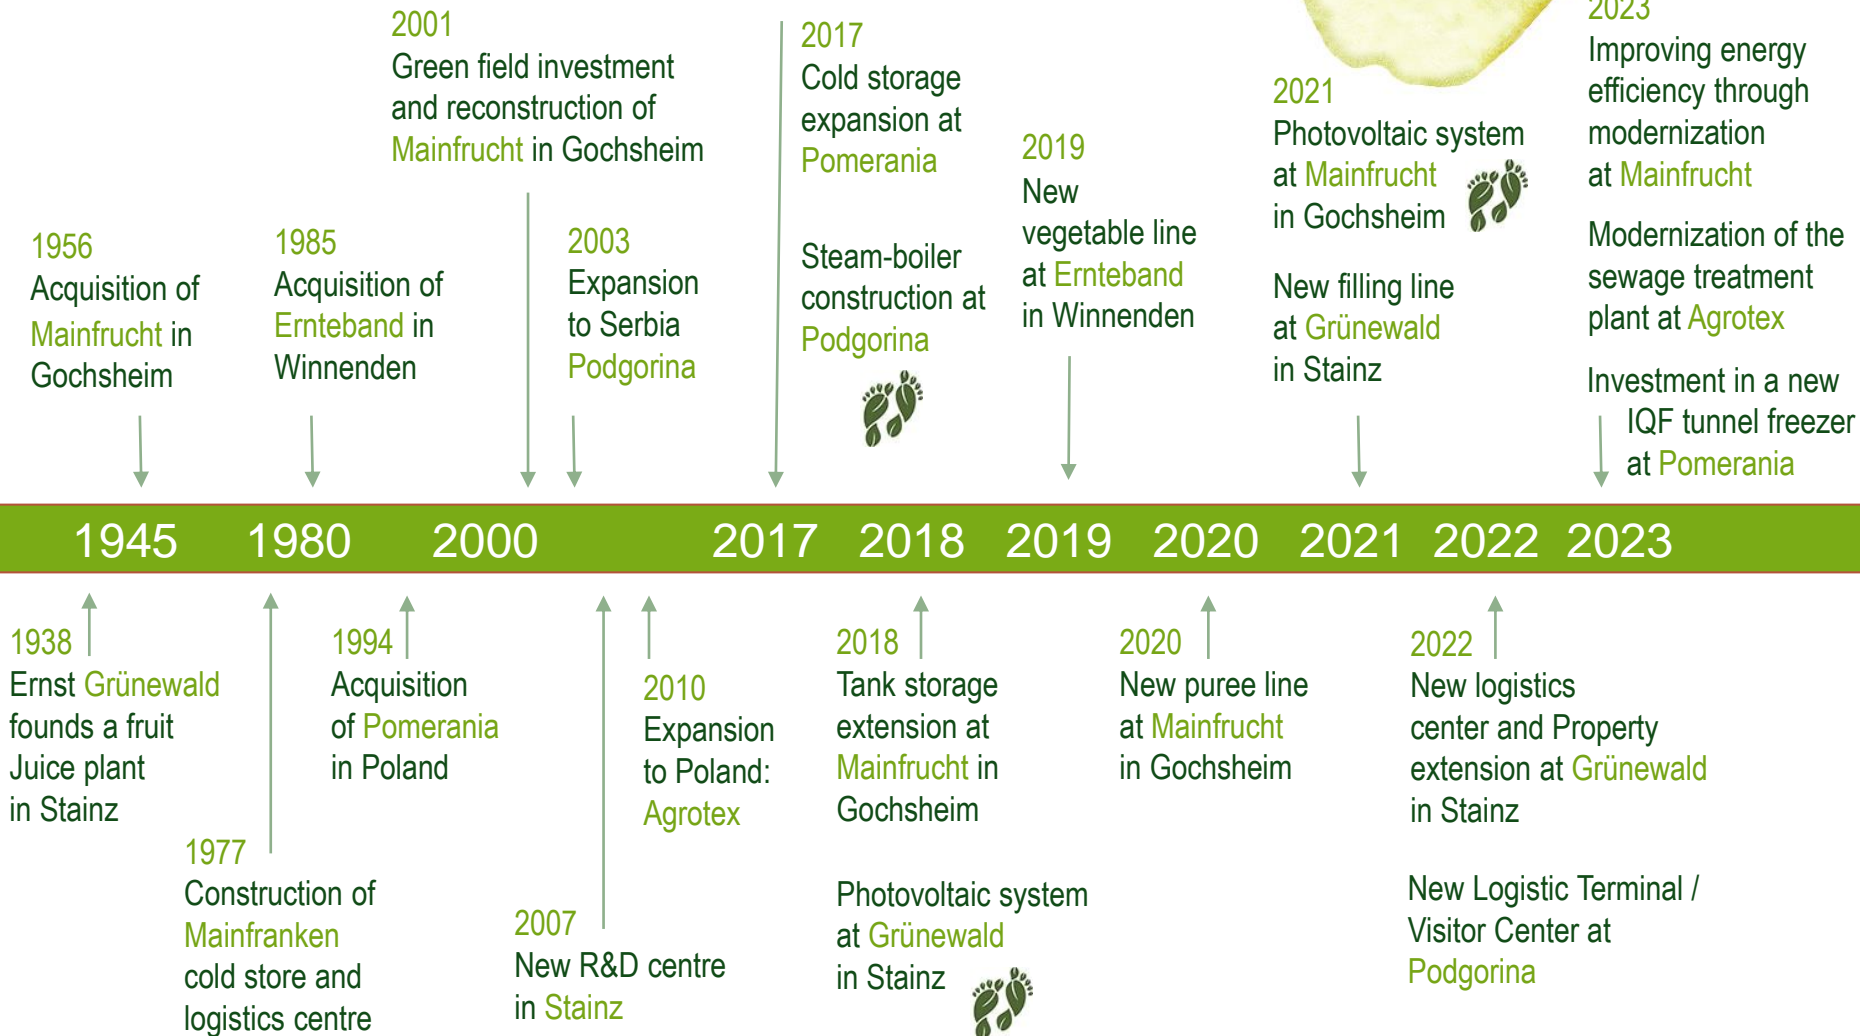 2001
Green field investment
and reconstruction of
Mainfrucht in Gochsheim
2017
Cold storage
expansion at
Pomerania
Steam-boiler
construction at
Podgorina
2019
New
vegetable line
at Ernteband
in Winnenden
2021
Photovoltaic system
at Mainfrucht
in Gochsheim
New filling line
at Grünewald
in Stainz
2023
Improving energy
efficiency through
modernization
at Mainfrucht
Modernization of the
sewage treatment
plant at Agrotex
Investment in a new
IQF tunnel freezer
at Pomerania
1956
Acquisition of
Mainfrucht in
Gochsheim
1985
Acquisition of
Ernteband in
Winnenden
2003
Expansion
to Serbia
Podgorina
1945 1980 2000 2017 2018 2019 2020 2021 2022 2023
1938
Ernst Grünewald
founds a fruit
Juice plant
in Stainz
1977
Construction of
Mainfranken
cold store and
logistics centre
1994
Acquisition
of Pomerania
in Poland
2007
New R&D centre
in Stainz
2010
Expansion
to Poland:
Agrotex
2018
Tank storage
extension at
Mainfrucht in
Gochsheim
Photovoltaic system
at Grünewald
in Stainz
2020
New puree line
at Mainfrucht
in Gochsheim
2022
New logistics
center and Property
extension at Grünewald
in Stainz
New Logistic Terminal /
Visitor Center at
Podgorina